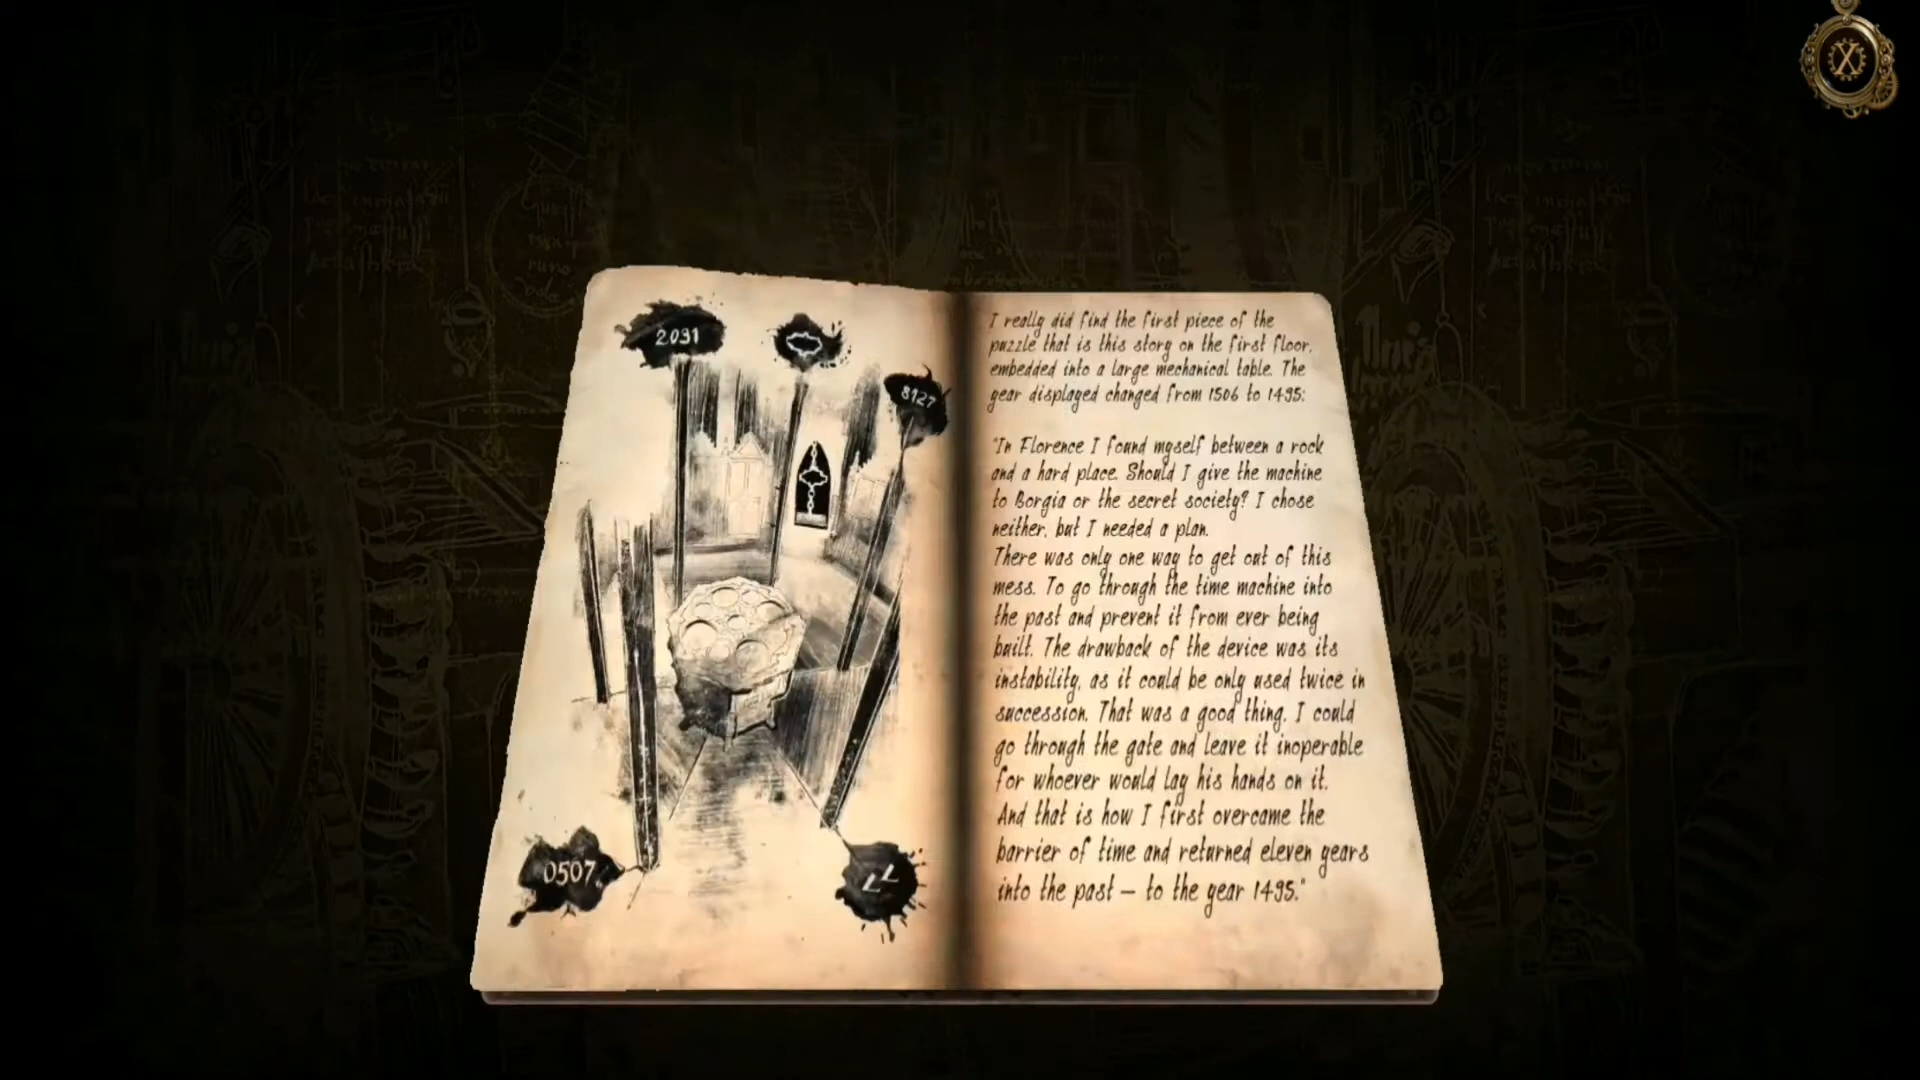 2031
8127
0507
LL
X
I really did find the first piece of the
puzzle that is this story on the first floor,
embedded into a large mechanical table. The
year displayed changed from 1506 to 1495:
"In Florence I found myself between a rock
and a hard place. Should I give the machine
to Borgia or the secret society? I chose
neither, but I needed a plan.
There was only one way to get out of this
mess. To go through the time machine into
the past and prevent it from ever being
built. The drawback of the device was its
instability, as it could be only used twice in
succession. That was a good thing. I could
go through the gate and leave it inoperable
for whoever would lay his hands on it.
And that is how I first overcame the
barrier of time and returned eleven years
into the past – to the year 1495."